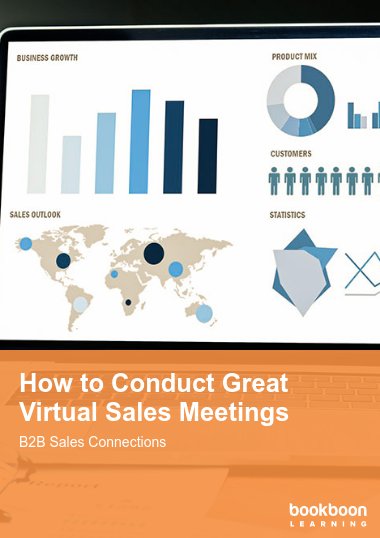 BUSINESS GROWTH
PRODUCT MIX
CUSTOMERS
SALES OUTLOOK
STATISTICS
How to Conduct Great
Virtual Sales Meetings
B2B Sales Connections
bookboon
LEARNING